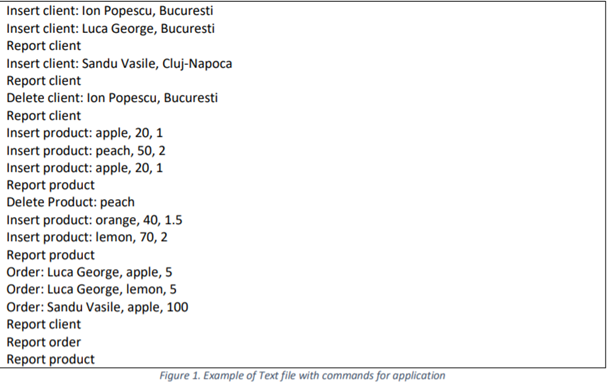 Insert client: Ion Popescu, Bucuresti
Insert client: Luca George, Bucuresti
Report client
Insert client: Sandu Vasile, Cluj-Napoca
Report client
Delete client: Ion Popescu, Bucuresti
Report client
Insert product: apple, 20, 1
Insert product: peach, 50, 2
Insert product: apple, 20, 1
Report product
Delete Product: peach
Insert product: orange, 40, 1.5
Insert product: lemon, 70, 2
Report product
Order: Luca George, apple, 5
Order: Luca George, lemon, 5
Order: Sandu Vasile, apple, 100
Report client
Report order
Report product
Figure 1. Example of Text file with commands for application